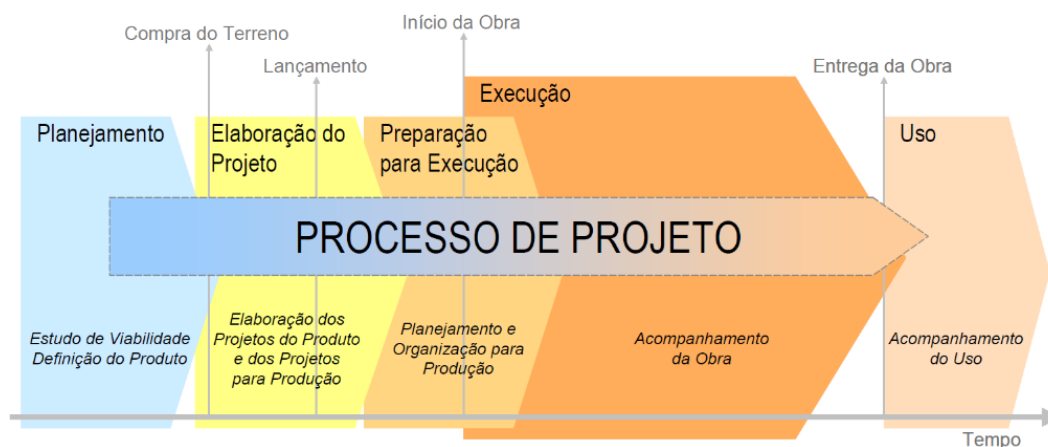 Início da Obra
Compra do Terreno
Lançamento
Entrega da Obra
Execução
Planejamento
Elaboração do
Projeto
Preparação
para Execução
Uso
PROCESSO DE PROJETO
Estudo de Viabilidade
Definição do Produto
Elaboração dos
Projetos do Produto
e dos Projetos
para Produção
Planejamento e
Organização para
Produção
Acompanhamento
da Obra
Acompanhamento
do Uso
Tempo